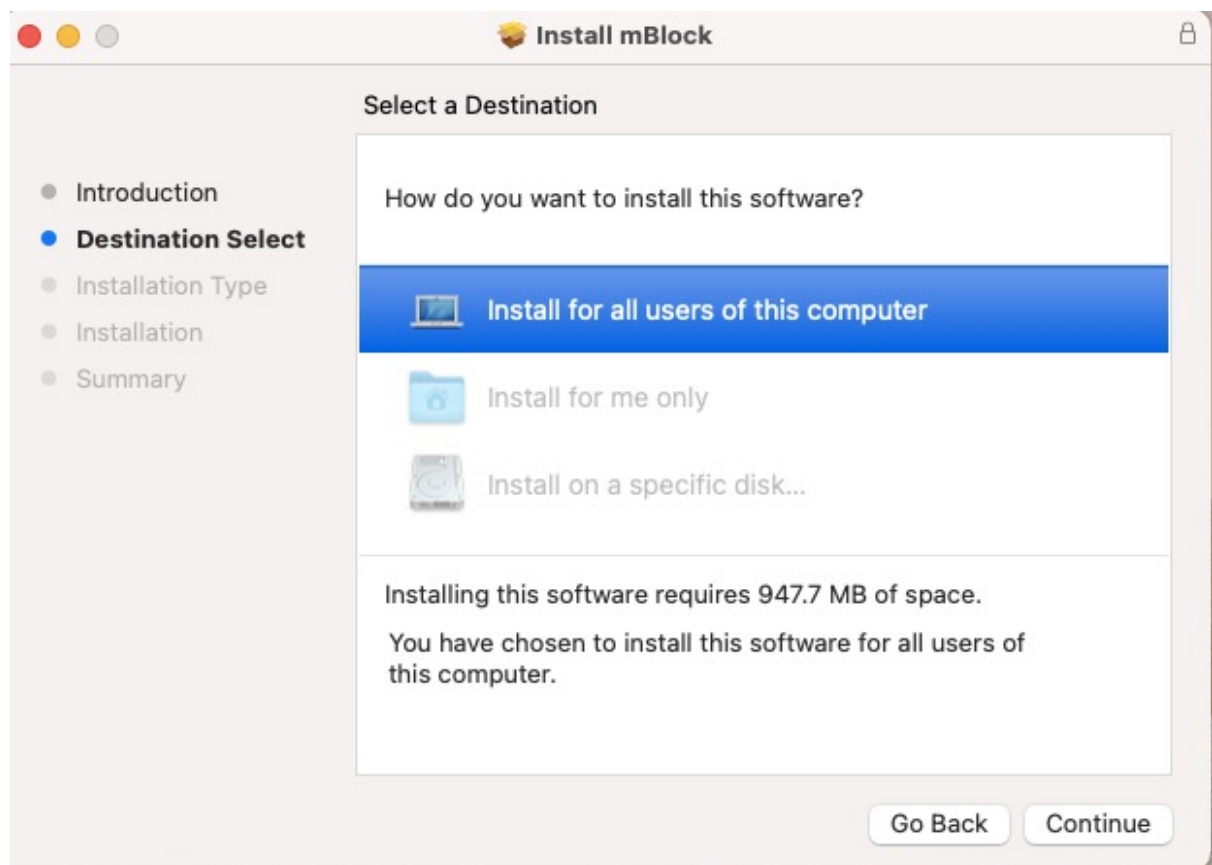 Install mBlock
Select a Destination
Introduction
Destination Select
Installation Type
Installation
Summary
How do you want to install this software?
Install for all users of this computer
Install for me only
Install on a specific disk...
Installing this software requires 947.7 MB of space.
You have chosen to install this software for all users of
this computer.
Go Back
Continue